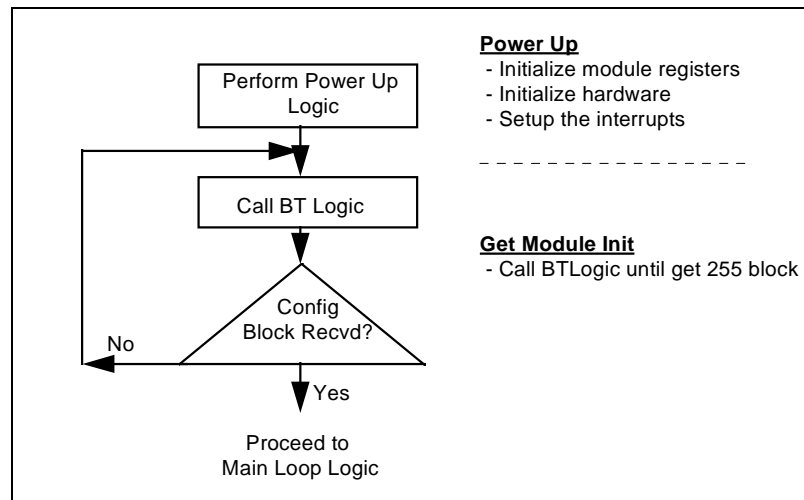 Perform Power Up
Logic
Call BT Logic
Config
Block Recvd?
No
Yes
Proceed to
Main Loop Logic
Power Up
- Initialize module registers
- Initialize hardware
- Setup the interrupts
Get Module Init
- Call BTLogic until get 255 block